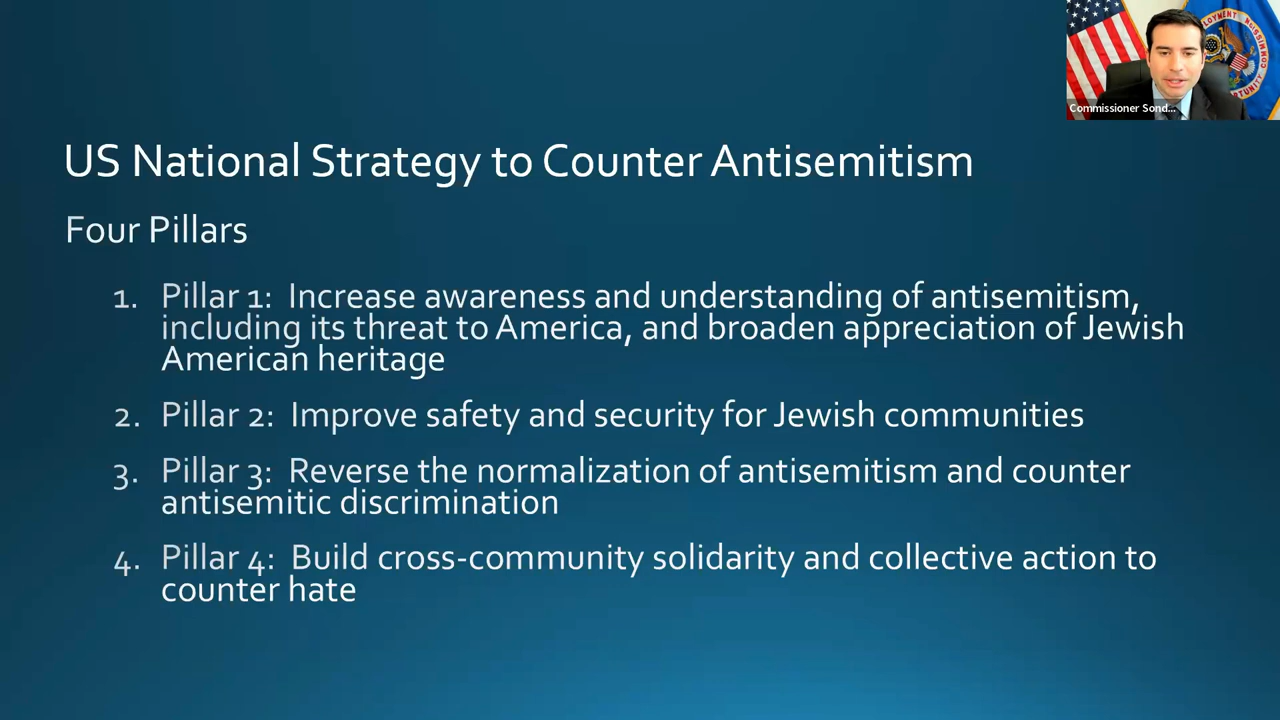 Commissioner Sond...
US National Strategy to Counter Antisemitism
Four Pillars
1. Pillar 1: Increase awareness and understanding of antisemitism,
including its threat to America, and broaden appreciation of Jewish
American heritage
2. Pillar 2: Improve safety and security for Jewish communities
3. Pillar 3: Reverse the normalization of antisemitism and counter
antisemitic discrimination
4. Pillar 4: Build cross-community solidarity and collective action to
counter hate